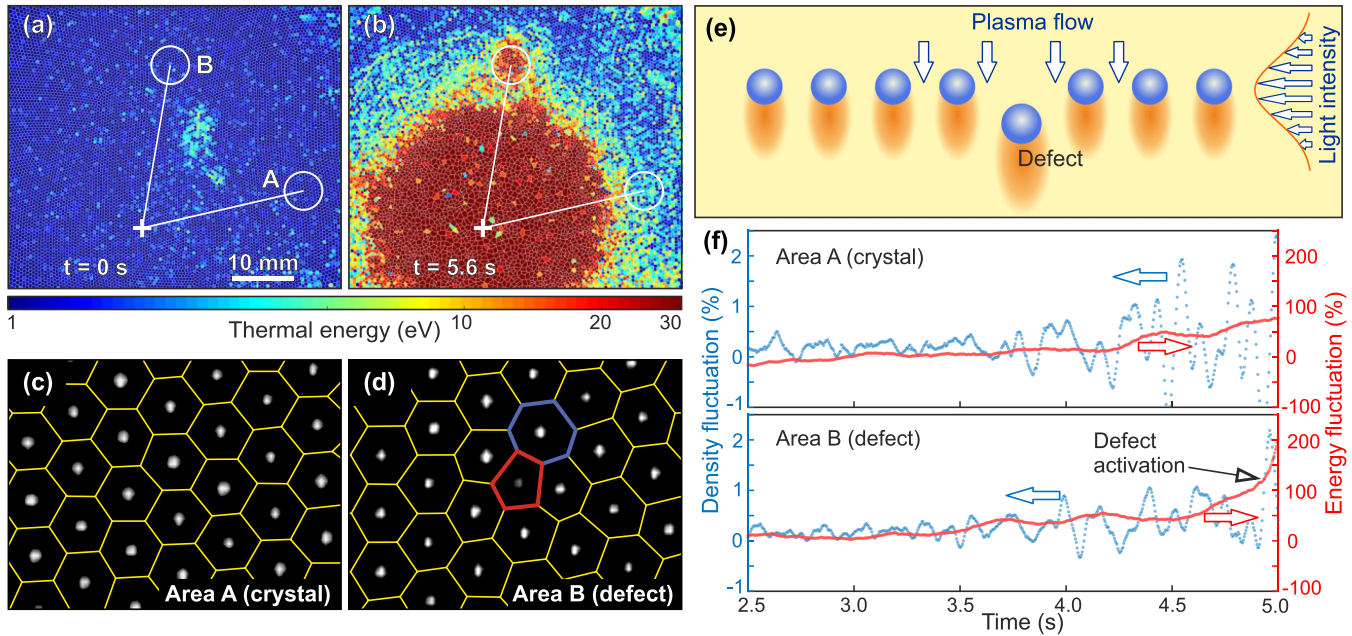 (a)
B
A
t = 0 s
10 mm
(b)
t = 5.6 s
1
10
20
30
Thermal energy (eV)
(c)
Area A (crystal)
(d)
Area B (defect)
(e)
Plasma flow
Defect
Light intensity
(f)
Area A (crystal)
2
1
0
-1
200
100
0
-100
Area B (defect)
Defect
activation
2
1
0
-1
200
100
0
-100
Density fluctuation (%)
Energy fluctuation (%)
2.5
3.0
3.5
4.0
4.5
5.0
Time (s)